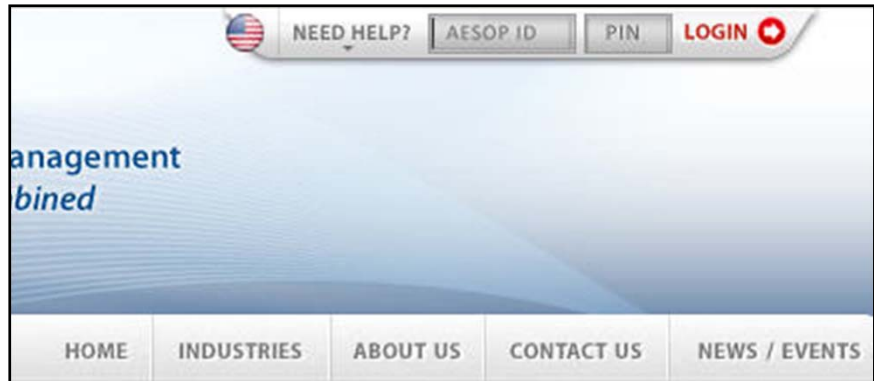 NEED HELP? AESOP ID PIN LOGIN
anagement
bined
HOME INDUSTRIES ABOUT US CONTACT US NEWS / EVENTS